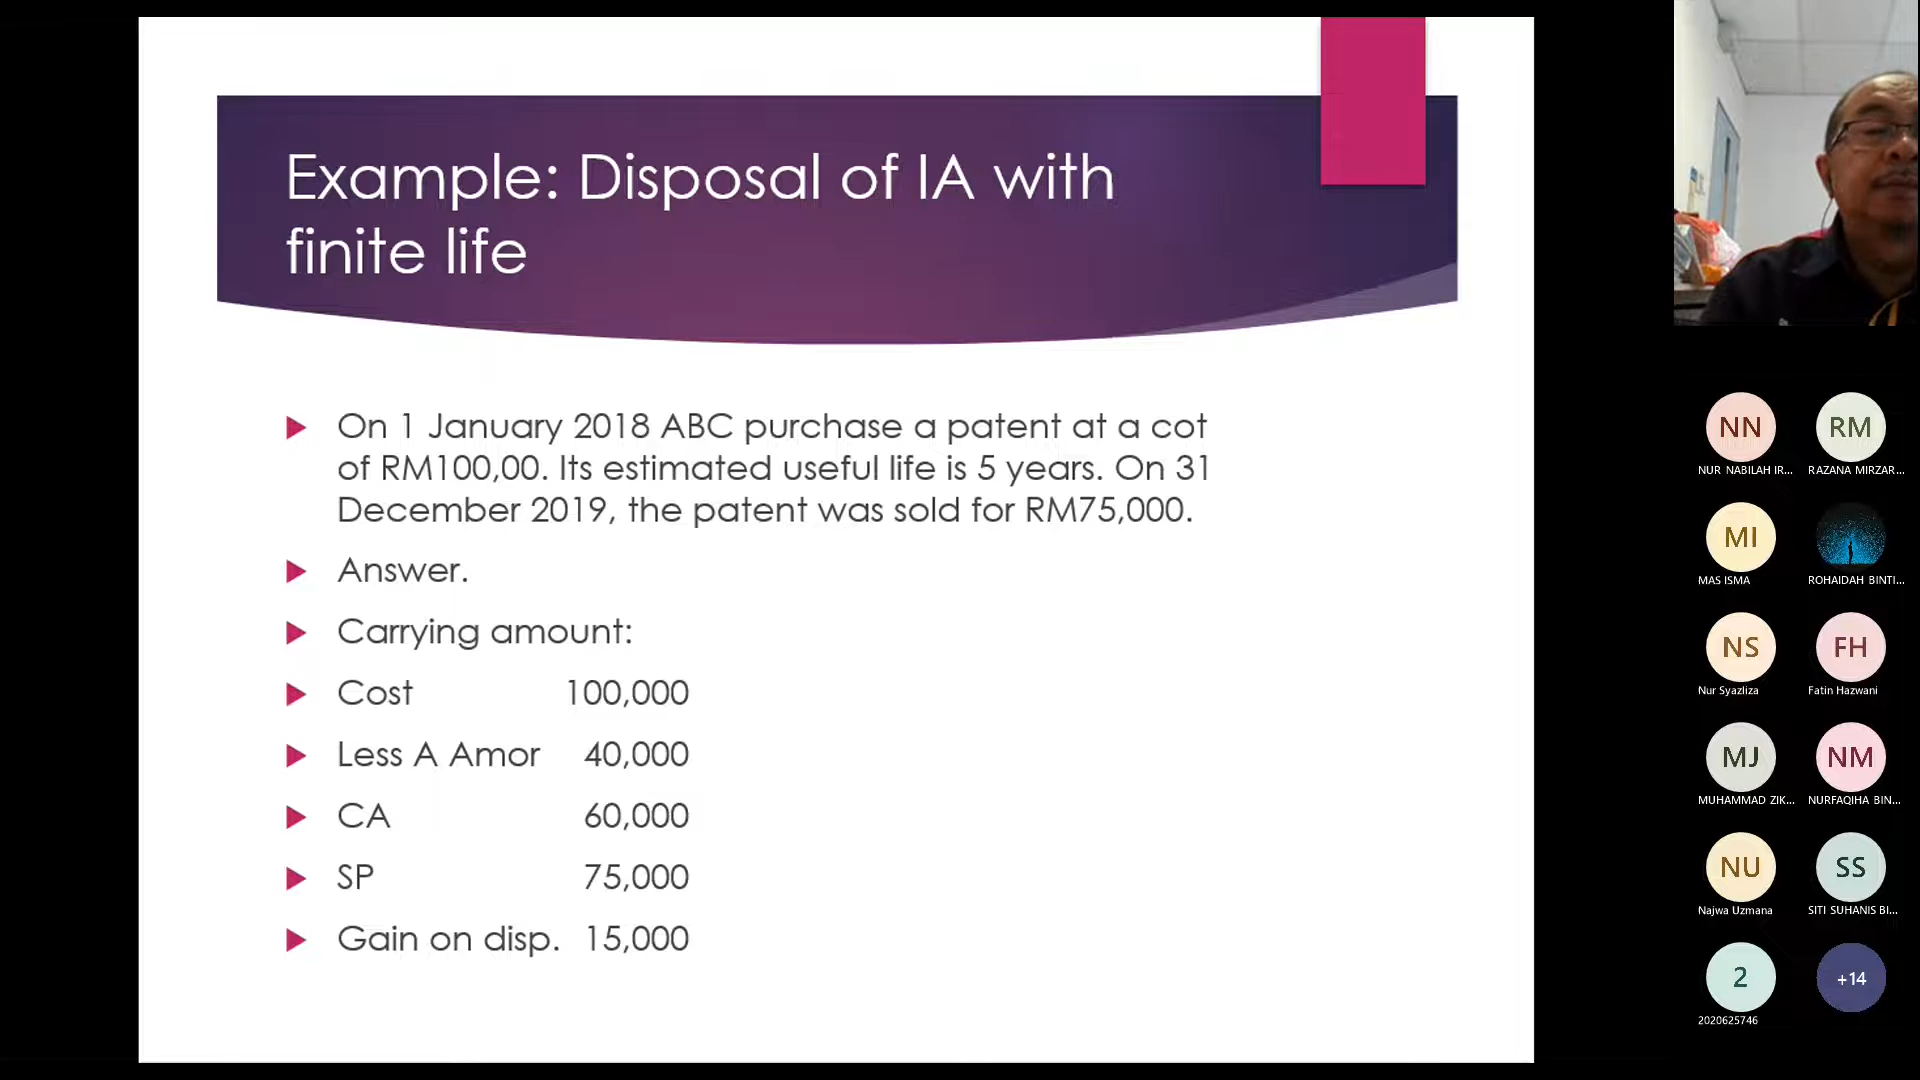 Example: Disposal of IA with
finite life
On 1 January 2018 ABC purchase a patent at a cot
of RM100,00. Its estimated useful life is 5 years. On 31
December 2019, the patent was sold for RM75,000.
Answer.
Carrying amount:
Cost 100,000
Less A Amor 40,000
CA 60,000
SP 75,000
Gain on disp. 15,000
NN RM
NUR NABILAH IR... RAZANA MIRZAR...
MI
MAS ISMA ROHAIDAH BINTI...
NS FH
Nur Syazliza Fatin Hazwani
MJ NM
MUHAMMAD ZIK... NURFAQIHA BIN...
NU SS
Najwa Uzmana SITI SUHANIS BI...
2 +14
2020625746